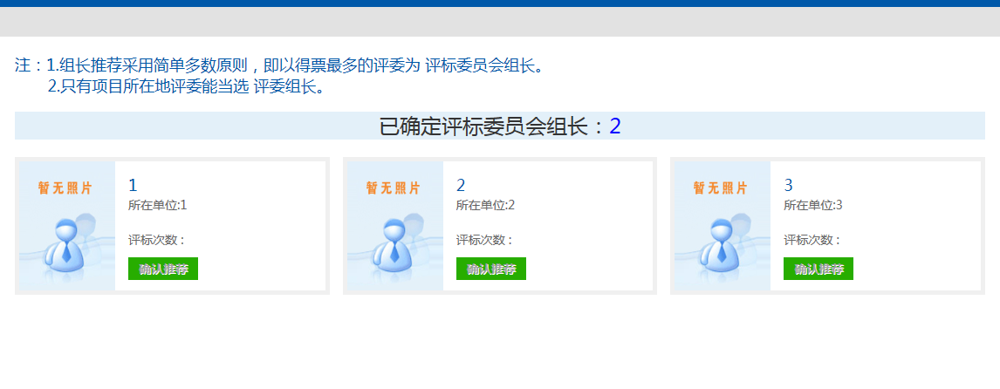 注：1.组长推荐采用简单多数原则，即以得票最多的评委为 评标委员会组长。
2.只有项目所在地评委能当选 评委组长。
已确定评标委员会组长：2
暂无照片
1
所在单位:1
评标次数：
确认推荐
暂无照片
2
所在单位:2
评标次数：
确认推荐
暂无照片
3
所在单位:3
评标次数：
确认推荐